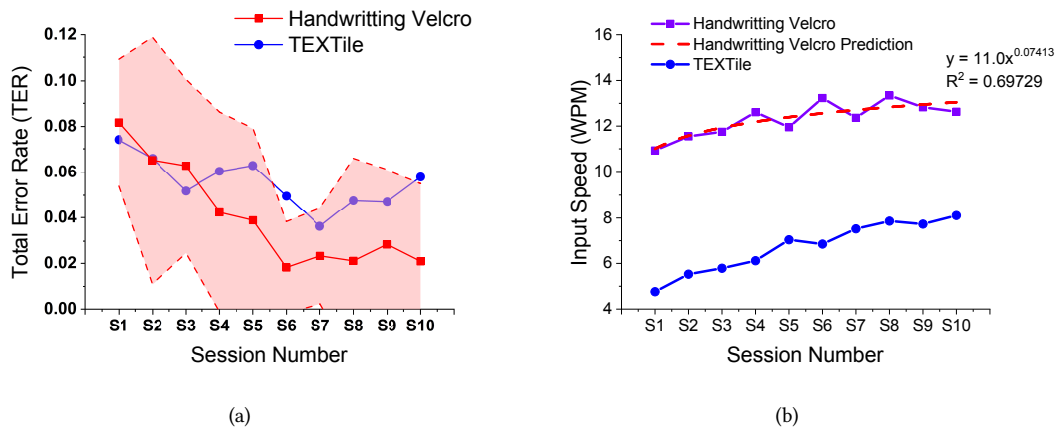 Handwritting Velcro
TEXTile
0.12
0.10
0.08
0.06
0.04
0.02
0.00
Total Error Rate (TER)
S1 S2 S3 S4 S5 S6 S7 S8 S9 S10
Session Number
(a)
Handwritting Velcro
Handwritting Velcro Prediction
TEXTile
y = 11.0x^0.07413
R² = 0.69729
16
14
12
10
8
6
4
Input Speed (WPM)
S1 S2 S3 S4 S5 S6 S7 S8 S9 S10
Session Number
(b)